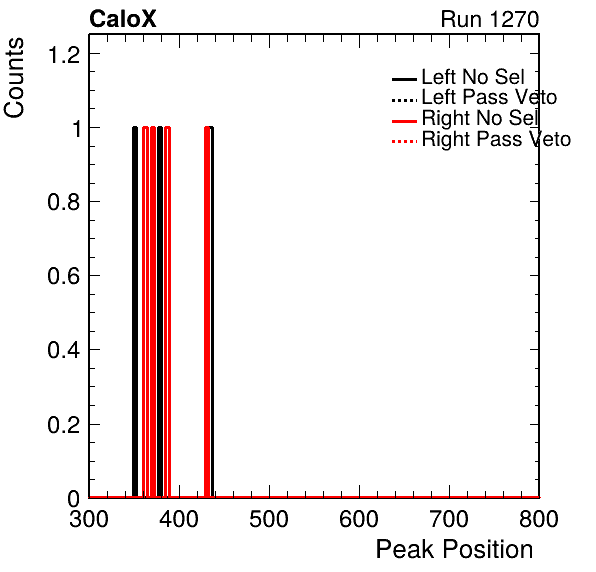 CaloX Run 1270
Counts
1.2
1
0.8
0.6
0.4
0.2
0
Left No Sel
Left Pass Veto
Right No Sel
Right Pass Veto
300 400 500 600 700 800
Peak Position